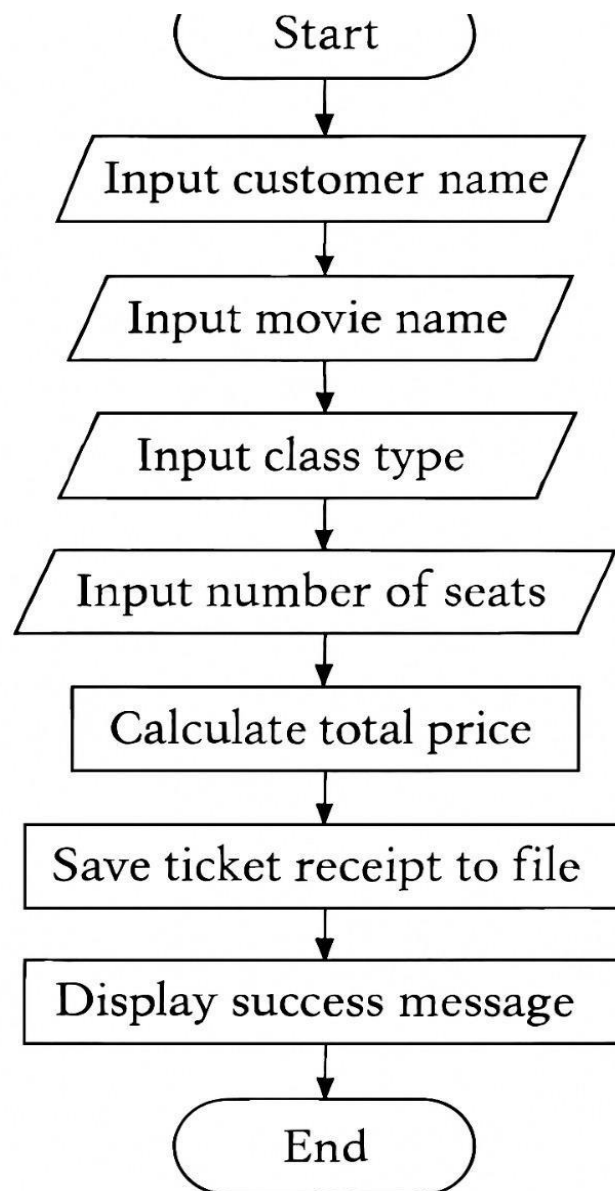 Start
Input customer name
Input movie name
Input class type
Input number of seats
Calculate total price
Save ticket receipt to file
Display success message
End